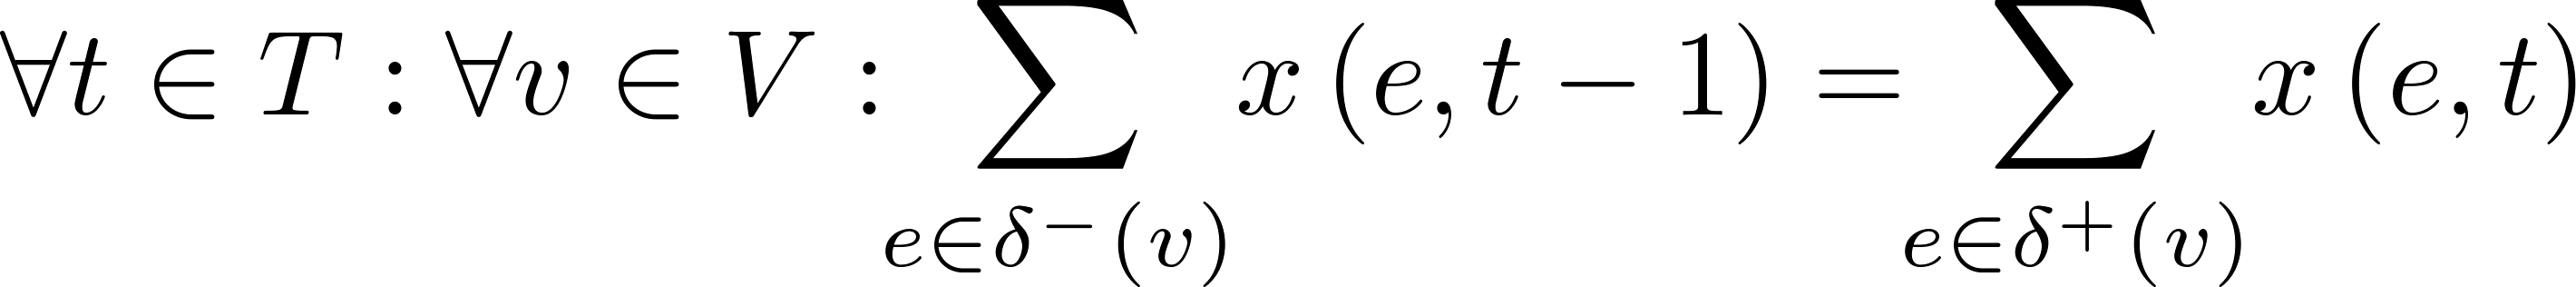 ∀t ∈ T : ∀v ∈ V : ∑_{e∈δ⁻(v)} x(e, t − 1) = ∑_{e∈δ⁺(v)} x(e, t)